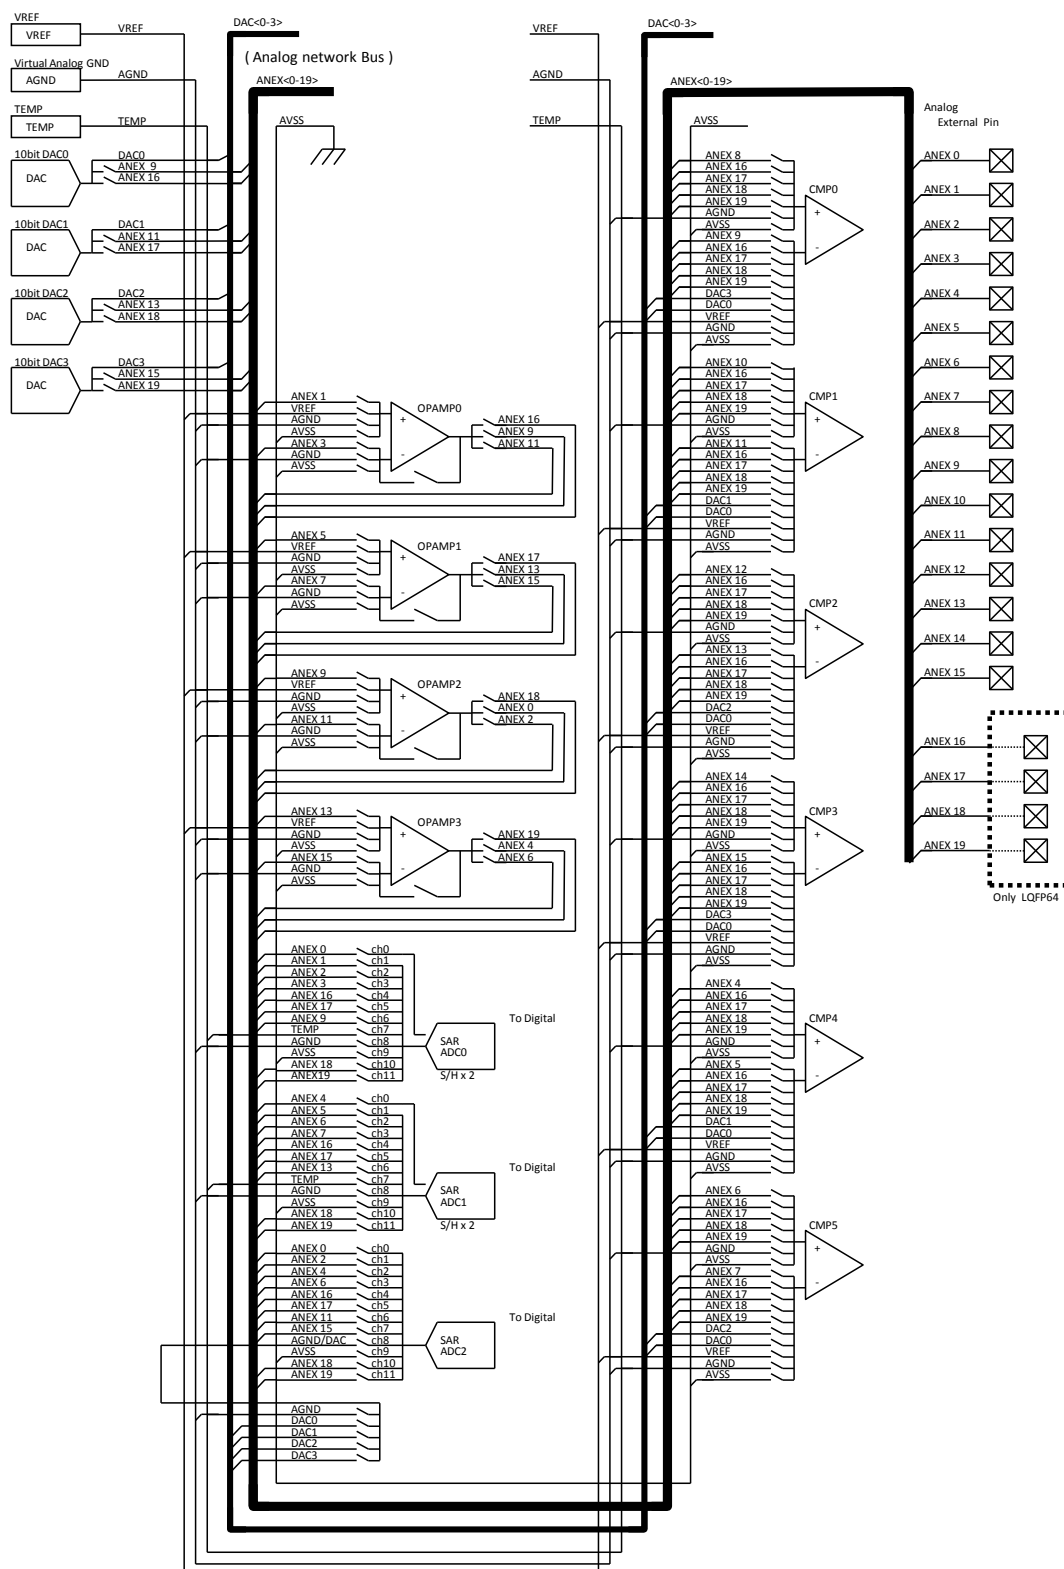 VREF
VREF
VREF
Virtual Analog GND
AGND
AGND
TEMP
TEMP
TEMP
10bit DAC0
DAC
DAC0
ANEX 9
ANEX 16
10bit DAC1
DAC
DAC1
ANEX 11
ANEX 17
10bit DAC2
DAC
DAC2
ANEX 13
ANEX 18
10bit DAC3
DAC
DAC3
ANEX 15
ANEX 19
DAC<0-3>
( Analog network Bus )
ANEX<0-19>
AVSS
ANEX 1
VREF
AGND
AVSS
ANEX 3
AGND
AVSS
OPAMP0
+
-
ANEX 16
ANEX 9
ANEX 11
ANEX 5
VREF
AGND
AVSS
ANEX 7
AGND
AVSS
OPAMP1
+
-
ANEX 17
ANEX 13
ANEX 15
ANEX 9
VREF
AGND
AVSS
ANEX 11
AGND
AVSS
OPAMP2
+
-
ANEX 18
ANEX 0
ANEX 2
ANEX 13
VREF
AGND
AVSS
ANEX 15
AGND
AVSS
OPAMP3
+
-
ANEX 19
ANEX 4
ANEX 6
ANEX 0 ch0
ANEX 1 ch1
ANEX 2 ch2
ANEX 3 ch3
ANEX 16 ch4
ANEX 17 ch5
ANEX 9 ch6
TEMP ch7
AGND ch8
AVSS ch9
ANEX 18 ch10
ANEX19 ch11
SAR
ADC0
S/H x 2
To Digital
ANEX 4 ch0
ANEX 5 ch1
ANEX 6 ch2
ANEX 7 ch3
ANEX 16 ch4
ANEX 17 ch5
ANEX 13 ch6
TEMP ch7
AGND ch8
AVSS ch9
ANEX 18 ch10
ANEX 19 ch11
SAR
ADC1
S/H x 2
To Digital
ANEX 0 ch0
ANEX 2 ch1
ANEX 4 ch2
ANEX 6 ch3
ANEX 16 ch4
ANEX 17 ch5
ANEX 11 ch6
ANEX 15 ch7
AGND/DAC ch8
AVSS ch9
ANEX 18 ch10
ANEX 19 ch11
SAR
ADC2
To Digital
AGND
DAC0
DAC1
DAC2
DAC3
VREF
AGND
TEMP
DAC<0-3>
ANEX<0-19>
AVSS
ANEX 8
ANEX 16
ANEX 17
ANEX 18
ANEX 19
AGND
AVSS
ANEX 9
ANEX 16
ANEX 17
ANEX 18
ANEX 19
DAC3
DAC0
VREF
AGND
AVSS
CMP0
+
-
ANEX 10
ANEX 16
ANEX 17
ANEX 18
ANEX 19
AGND
AVSS
ANEX 11
ANEX 16
ANEX 17
ANEX 18
ANEX 19
DAC1
DAC0
VREF
AGND
AVSS
CMP1
+
-
ANEX 12
ANEX 16
ANEX 17
ANEX 18
ANEX 19
AGND
AVSS
ANEX 13
ANEX 16
ANEX 17
ANEX 18
ANEX 19
DAC2
DAC0
VREF
AGND
AVSS
CMP2
+
-
ANEX 14
ANEX 16
ANEX 17
ANEX 18
ANEX 19
AGND
AVSS
ANEX 15
ANEX 16
ANEX 17
ANEX 18
ANEX 19
DAC3
DAC0
VREF
AGND
AVSS
CMP3
+
-
ANEX 4
ANEX 16
ANEX 17
ANEX 18
ANEX 19
AGND
AVSS
ANEX 5
ANEX 16
ANEX 17
ANEX 18
ANEX 19
DAC1
DAC0
VREF
AGND
AVSS
CMP4
+
-
ANEX 6
ANEX 16
ANEX 17
ANEX 18
ANEX 19
AGND
AVSS
ANEX 7
ANEX 16
ANEX 17
ANEX 18
ANEX 19
DAC2
DAC0
VREF
AGND
AVSS
CMP5
+
-
Analog
External Pin
ANEX 0
ANEX 1
ANEX 2
ANEX 3
ANEX 4
ANEX 5
ANEX 6
ANEX 7
ANEX 8
ANEX 9
ANEX 10
ANEX 11
ANEX 12
ANEX 13
ANEX 14
ANEX 15
ANEX 16
ANEX 17
ANEX 18
ANEX 19
Only LQFP64